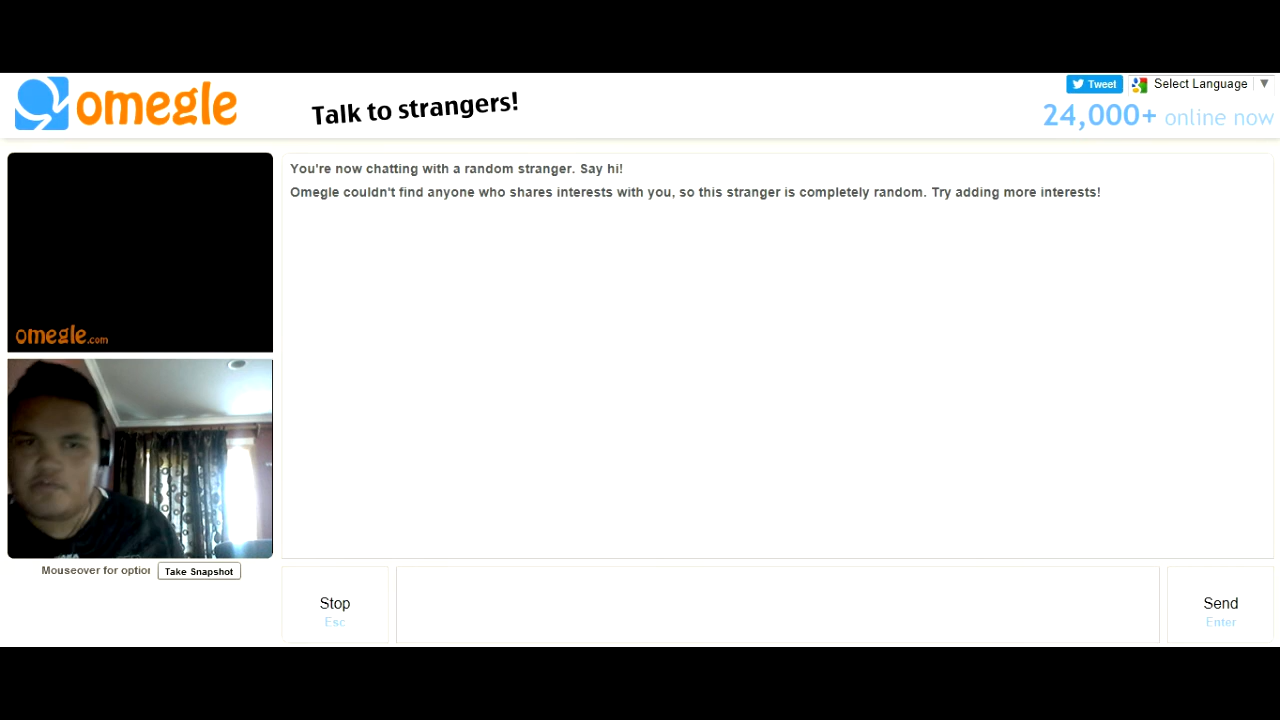 omegle
Talk to strangers!
Tweet
Select Language ▼
24,000+ online now
You're now chatting with a random stranger. Say hi!
Omegle couldn't find anyone who shares interests with you, so this stranger is completely random. Try adding more interests!
omegle.com
Mouseover for option
Take Snapshot
Stop
Esc
Send
Enter